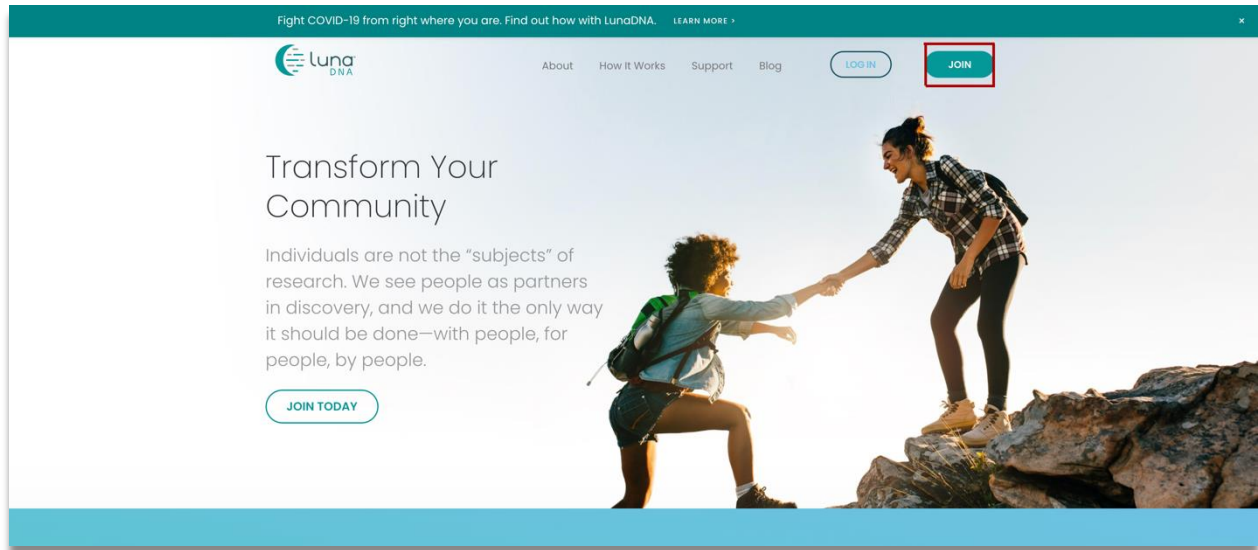 Fight COVID-19 from right where you are. Find out how with LunaDNA. LEARN MORE >
×
luna
DNA
About How It Works Support Blog LOG IN JOIN
Transform Your
Community
Individuals are not the “subjects” of
research. We see people as partners
in discovery, and we do it the only way
it should be done—with people, for
people, by people.
JOIN TODAY